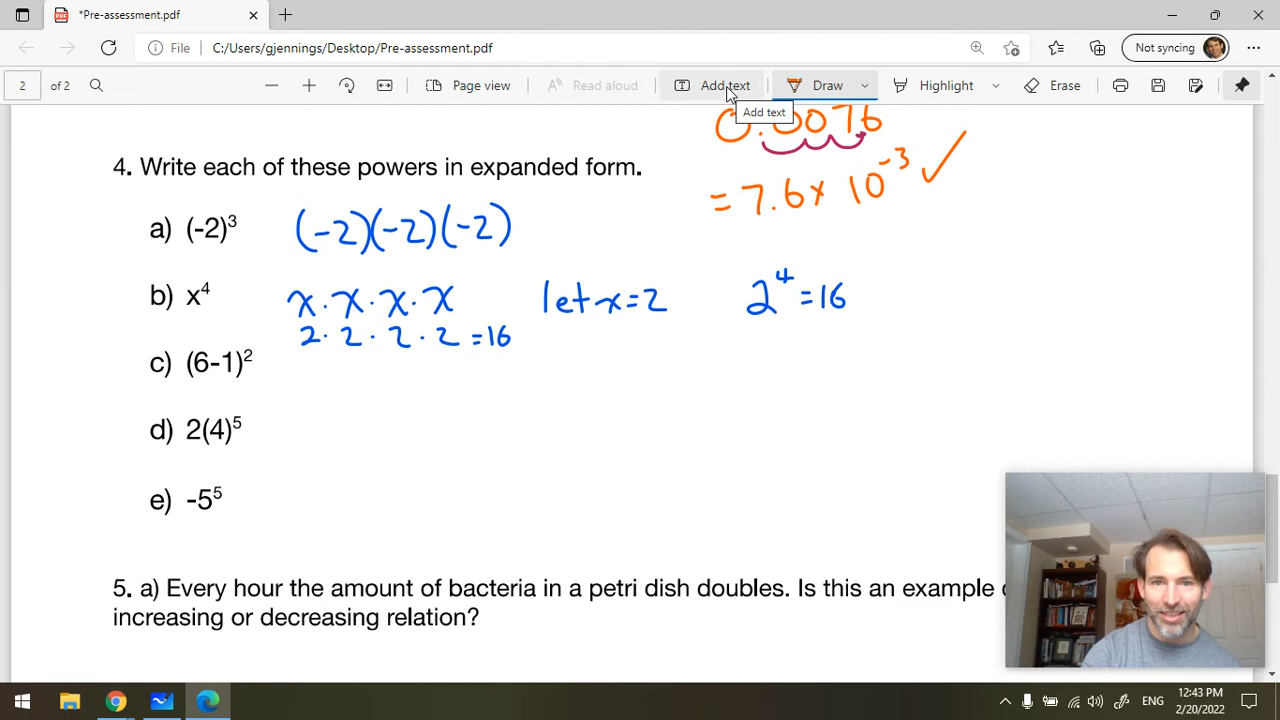 *Pre-assessment.pdf
File C:/Users/gjennings/Desktop/Pre-assessment.pdf Not syncing
2 of 2 Page view Read aloud Add text Draw Highlight Erase
Add text
0.0076
= 7.6 x 10⁻³ ✓
4. Write each of these powers in expanded form.
a) (-2)³ (-2)(-2)(-2)
b) x⁴ x · x · x · x let x = 2 2⁴ = 16
2 · 2 · 2 · 2 = 16
c) (6-1)²
d) 2(4)⁵
e) -5⁵
5. a) Every hour the amount of bacteria in a petri dish doubles. Is this an example
increasing or decreasing relation?
ENG 12:43 PM
2/20/2022